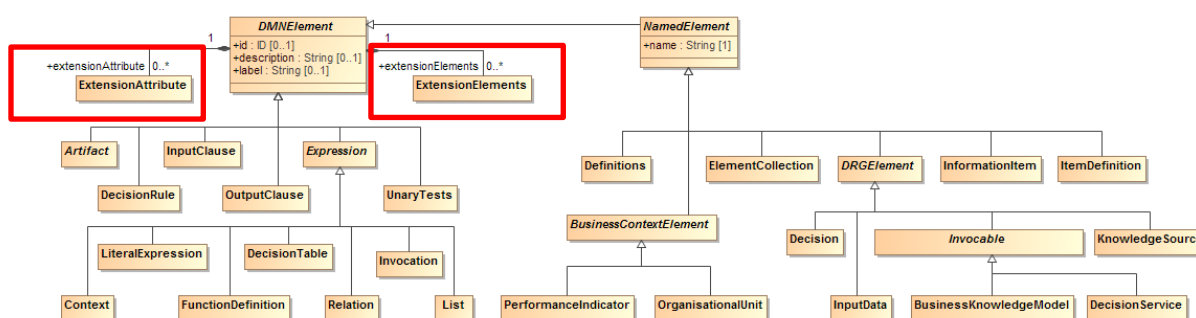 DMNElement
+id : ID [0..1]
+description : String [0..1]
+label : String [0..1]
NamedElement
+name : String [1]
1
1
+extensionAttribute
0..*
ExtensionAttribute
+extensionElements
0..*
ExtensionElements
Artifact
InputClause
Expression
DecisionRule
OutputClause
UnaryTests
Definitions
ElementCollection
DRGElement
InformationItem
ItemDefinition
BusinessContextElement
Decision
Invocable
KnowledgeSourc
LiteralExpression
DecisionTable
Invocation
Context
FunctionDefinition
Relation
List
PerformanceIndicator
OrganisationalUnit
InputData
BusinessKnowledgeModel
DecisionService